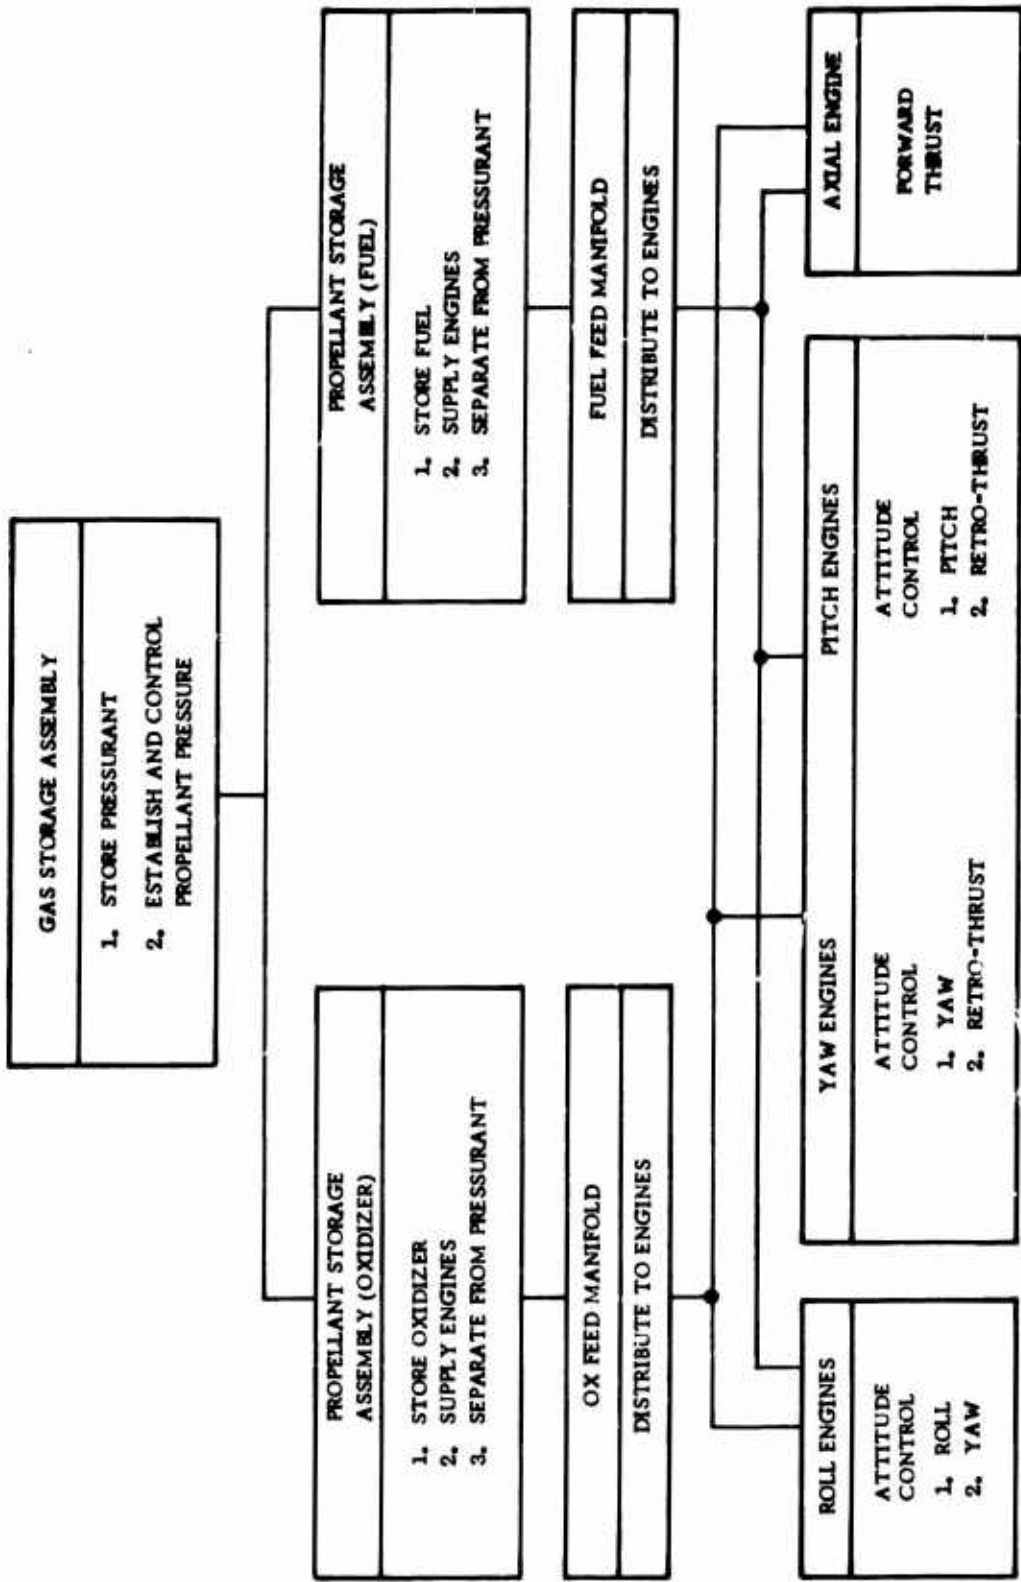 GAS STORAGE ASSEMBLY
1. STORE PRESSURANT
2. ESTABLISH AND CONTROL
PROPELLANT PRESSURE
PROPELLANT STORAGE
ASSEMBLY (OXIDIZER)
1. STORE OXIDIZER
2. SUPPLY ENGINES
3. SEPARATE FROM PRESSURANT
PROPELLANT STORAGE
ASSEMBLY (FUEL)
1. STORE FUEL
2. SUPPLY ENGINES
3. SEPARATE FROM PRESSURANT
OX FEED MANIFOLD
DISTRIBUTE TO ENGINES
FUEL FEED MANIFOLD
DISTRIBUTE TO ENGINES
ROLL ENGINES
ATTITUDE
CONTROL
1. ROLL
2. YAW
YAW ENGINES
ATTITUDE
CONTROL
1. YAW
2. RETRO-THRUST
PITCH ENGINES
ATTITUDE
CONTROL
1. PITCH
2. RETRO-THRUST
AXIAL ENGINE
FORWARD
THRUST